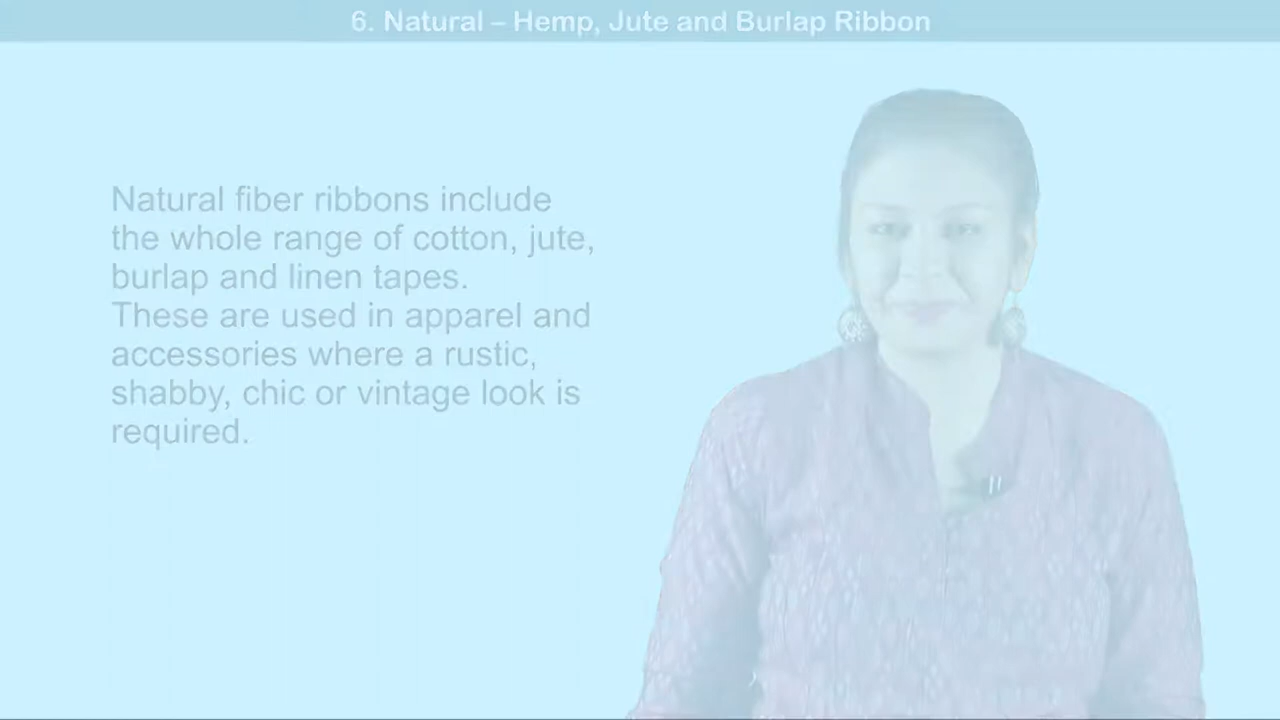 6. Natural – Hemp, Jute and Burlap Ribbon
Natural fiber ribbons include
the whole range of cotton, jute,
burlap and linen tapes.
These are used in apparel and
accessories where a rustic,
shabby, chic or vintage look is
required.